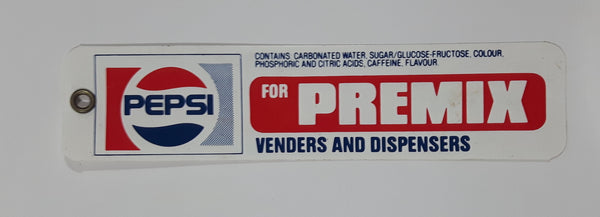 PEPSI
CONTAINS CARBONATED WATER, SUGAR/GLUCOSE-FRUCTOSE, COLOUR,
PHOSPHORIC AND CITRIC ACIDS, CAFFEINE, FLAVOUR.
FOR PREMIX
VENDERS AND DISPENSERS